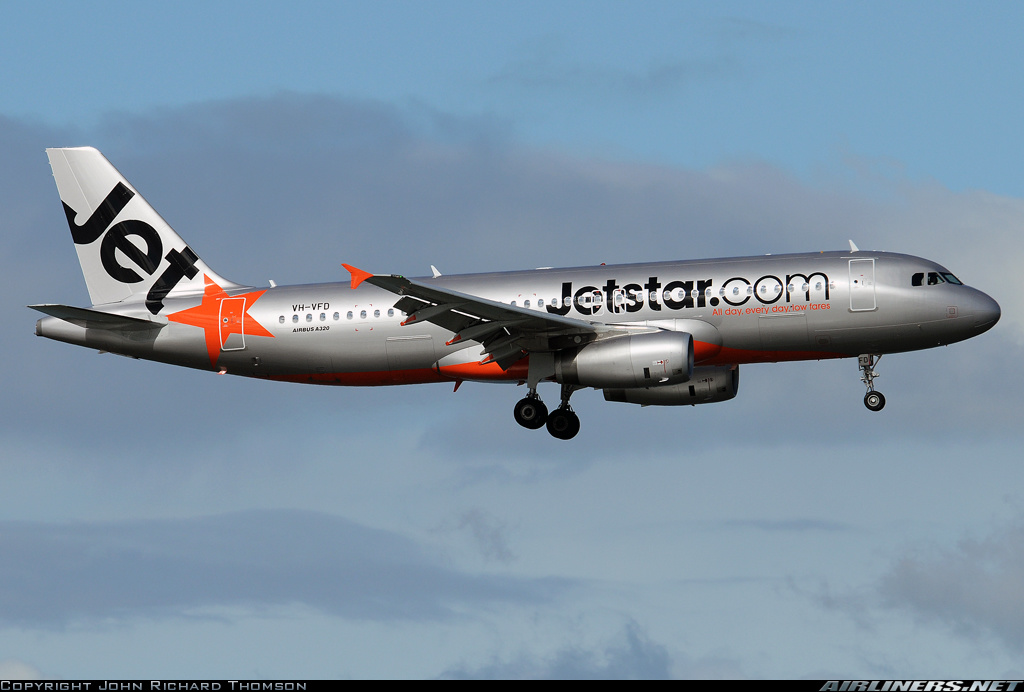 Jet
VH-VFD
AIRBUS A320
Jetstar.com
All day, every day, low fares
FD
Copyright John Richard Thomson
AIRLINERS.NET